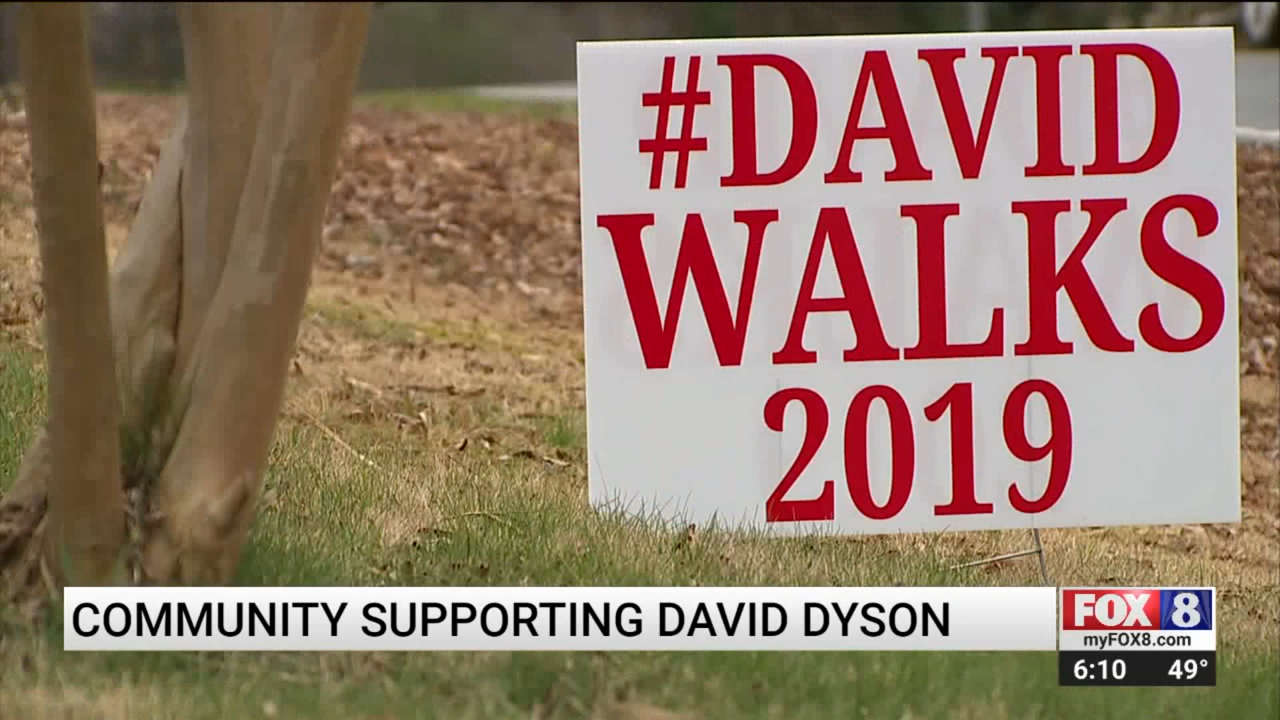 #DAVID
WALKS
2019
COMMUNITY SUPPORTING DAVID DYSON
FOX 8
myFOX8.com
6:10 49°